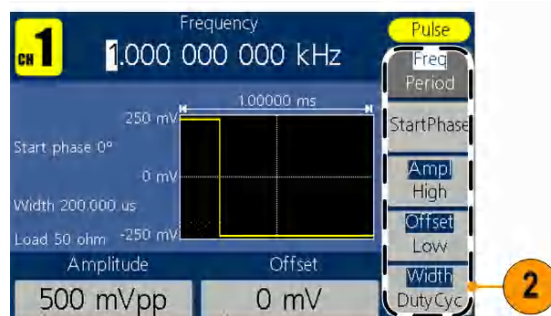 CH 1
Frequency
1.000 000 000 kHz
Pulse
Freq
Period
StartPhase
Ampl
High
Offset
Low
Width
DutyCyc
2
1.00000 ms
250 mV
Start phase 0°
0 mV
Width 200.000 us
Load 50 ohm
-250 mV
Amplitude
Offset
500 mVpp
0 mV